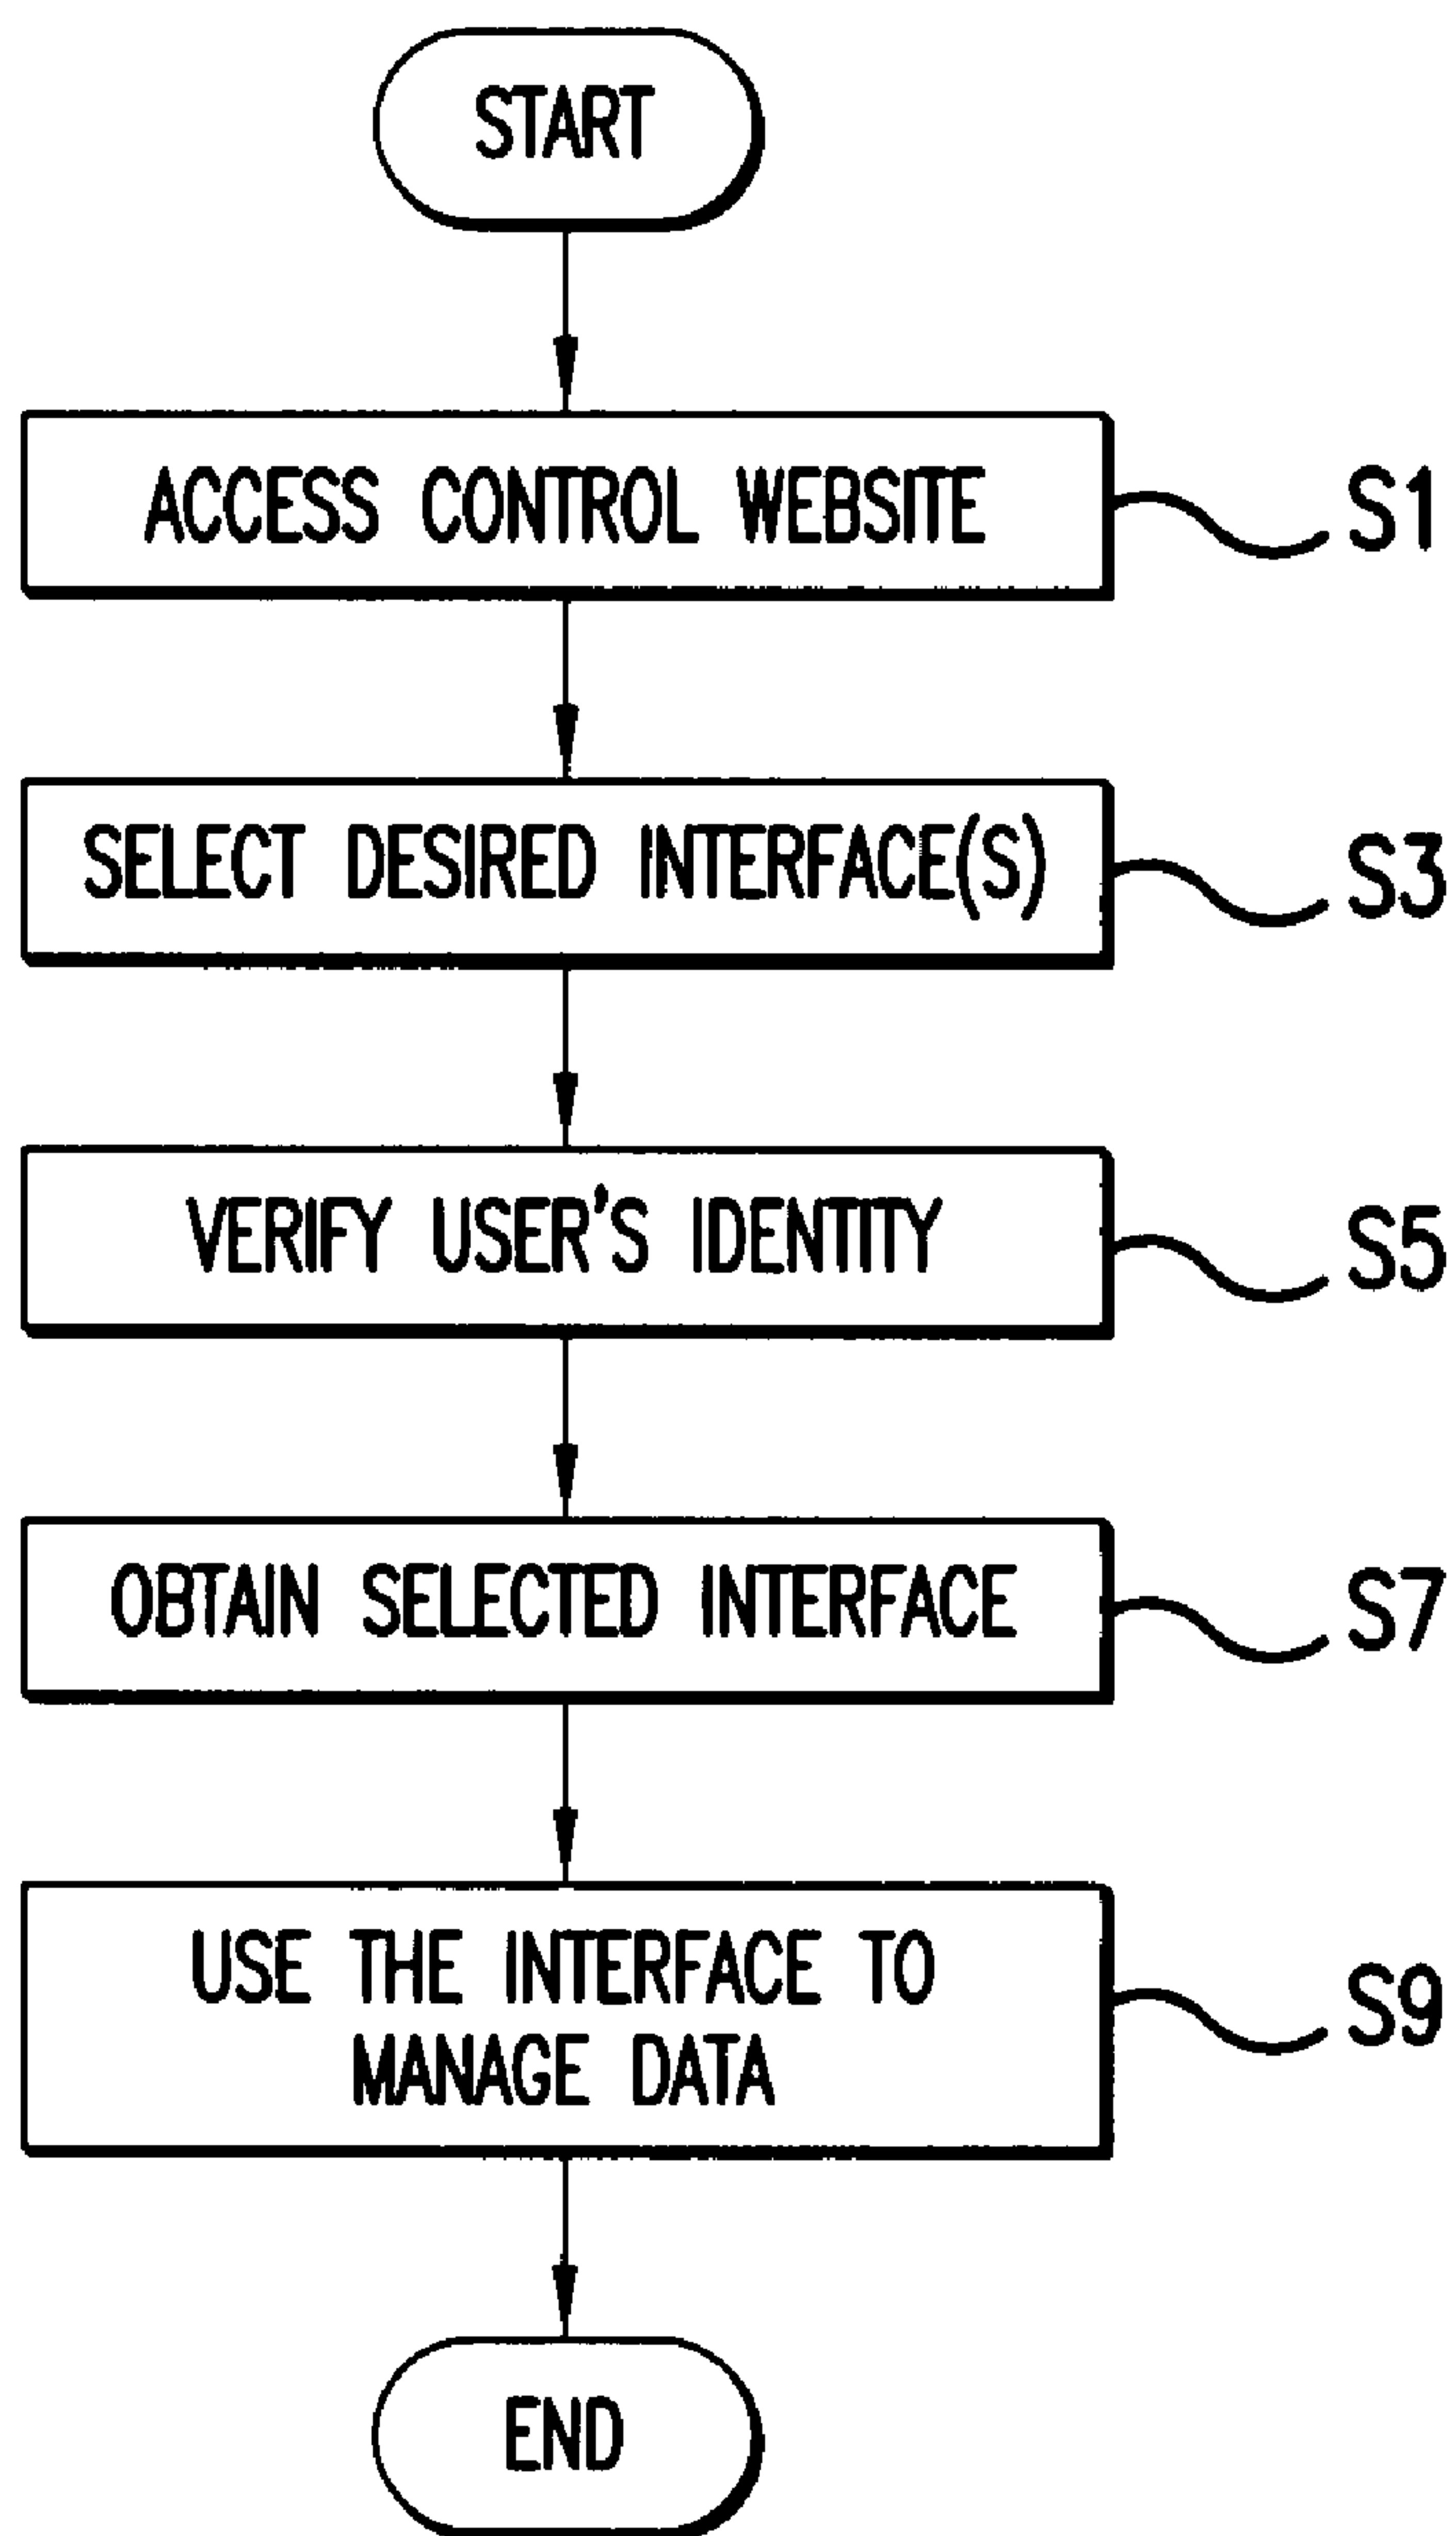 START
ACCESS CONTROL WEBSITE
S1
SELECT DESIRED INTERFACE(S)
S3
VERIFY USER'S IDENTITY
S5
OBTAIN SELECTED INTERFACE
S7
USE THE INTERFACE TO
MANAGE DATA
S9
END